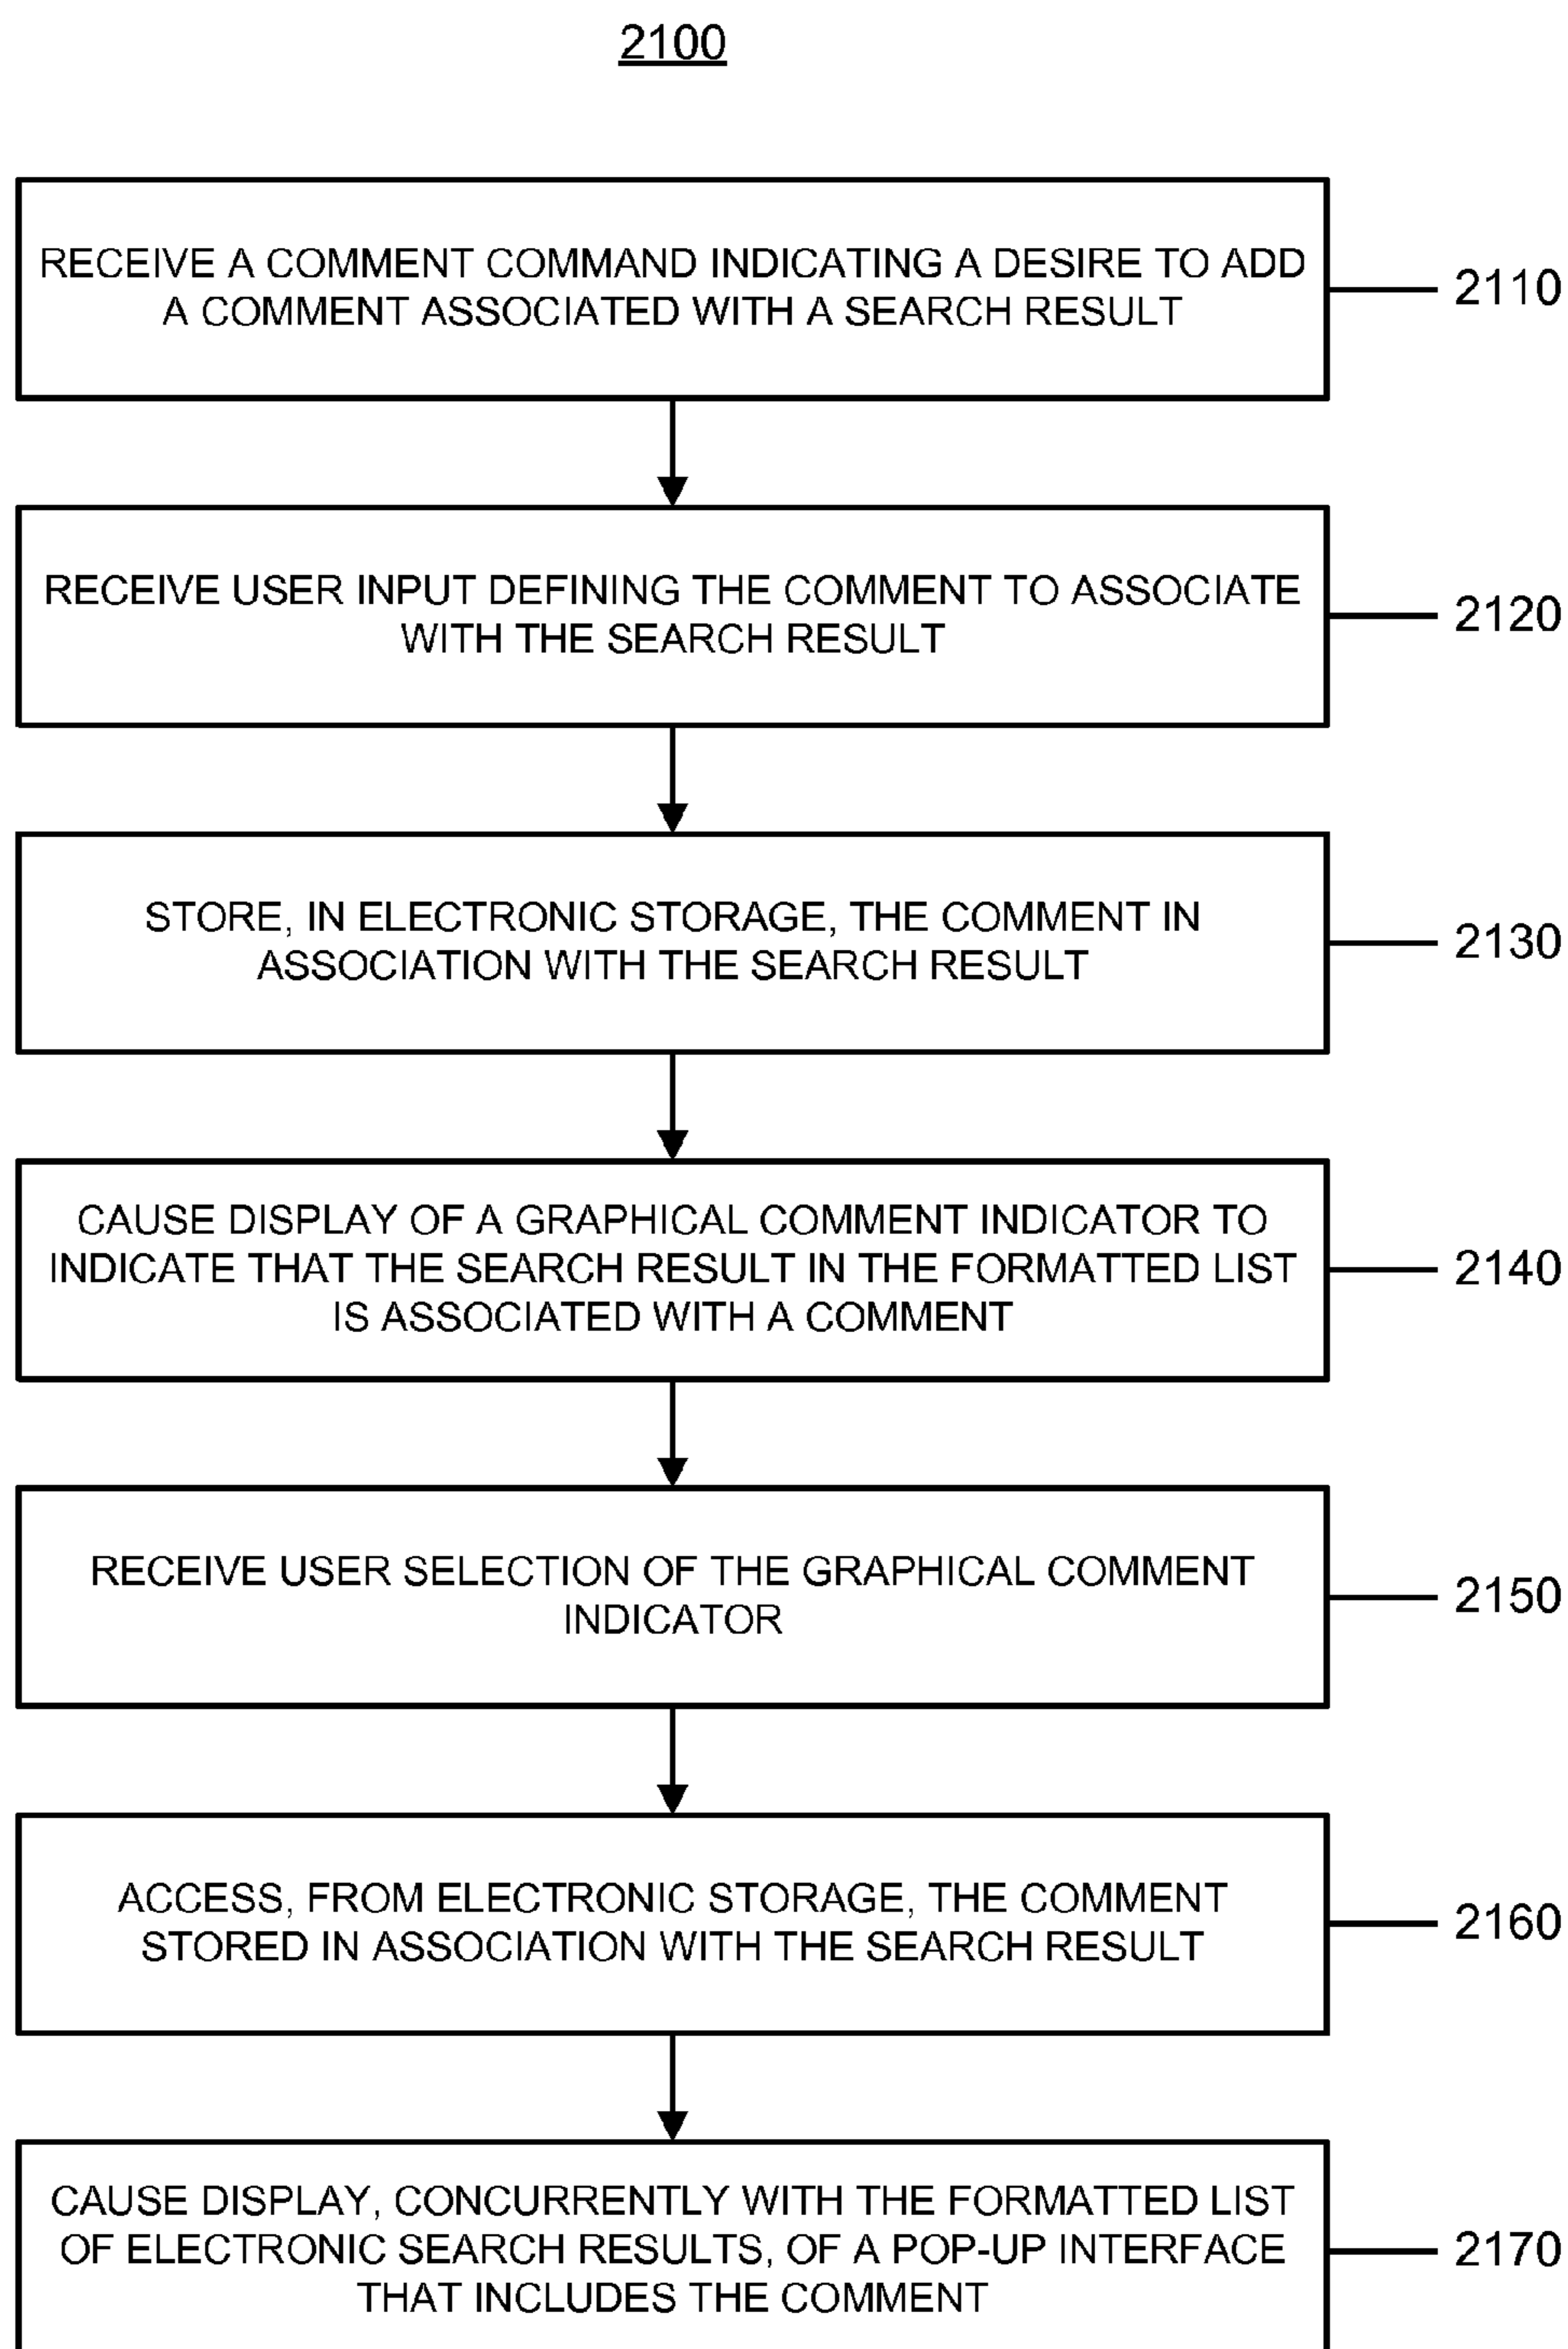 2100
RECEIVE A COMMENT COMMAND INDICATING A DESIRE TO ADD
A COMMENT ASSOCIATED WITH A SEARCH RESULT
2110
RECEIVE USER INPUT DEFINING THE COMMENT TO ASSOCIATE
WITH THE SEARCH RESULT
2120
STORE, IN ELECTRONIC STORAGE, THE COMMENT IN
ASSOCIATION WITH THE SEARCH RESULT
2130
CAUSE DISPLAY OF A GRAPHICAL COMMENT INDICATOR TO
INDICATE THAT THE SEARCH RESULT IN THE FORMATTED LIST
IS ASSOCIATED WITH A COMMENT
2140
RECEIVE USER SELECTION OF THE GRAPHICAL COMMENT
INDICATOR
2150
ACCESS, FROM ELECTRONIC STORAGE, THE COMMENT
STORED IN ASSOCIATION WITH THE SEARCH RESULT
2160
CAUSE DISPLAY, CONCURRENTLY WITH THE FORMATTED LIST
OF ELECTRONIC SEARCH RESULTS, OF A POP-UP INTERFACE
THAT INCLUDES THE COMMENT
2170